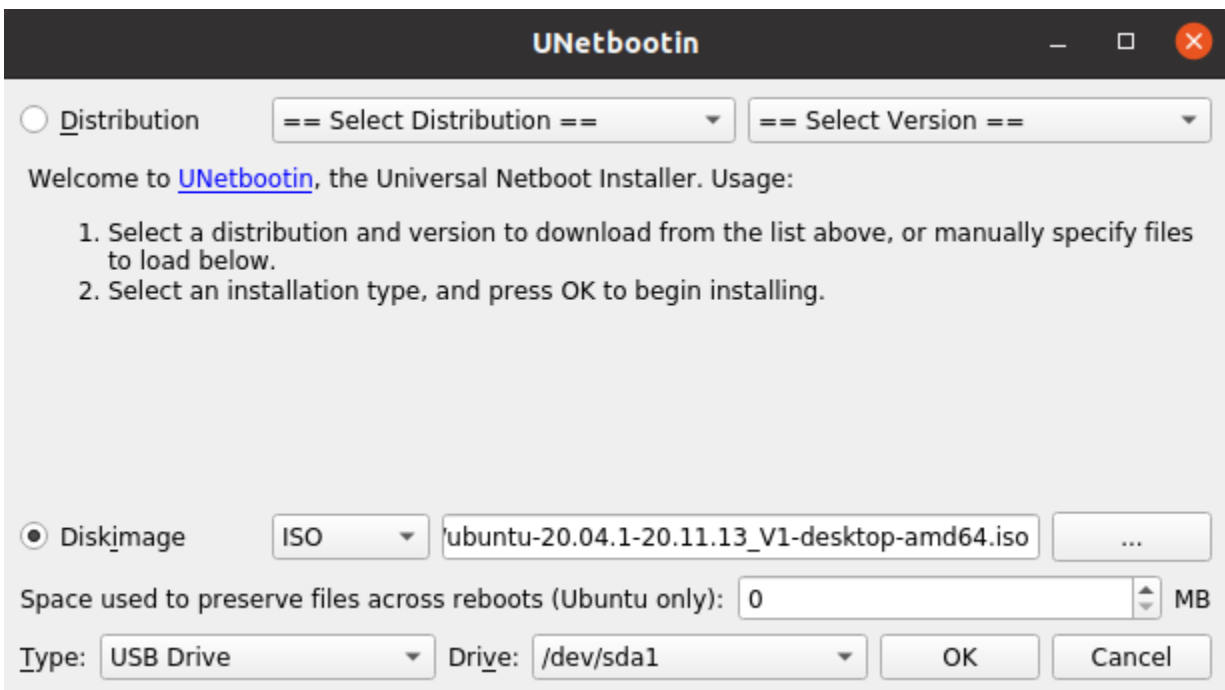 UNetbootin
Distribution == Select Distribution == == Select Version ==
Welcome to UNetbootin, the Universal Netboot Installer. Usage:
1. Select a distribution and version to download from the list above, or manually specify files
to load below.
2. Select an installation type, and press OK to begin installing.
Diskimage ISO /ubuntu-20.04.1-20.11.13_V1-desktop-amd64.iso ...
Space used to preserve files across reboots (Ubuntu only): 0 MB
Type: USB Drive Drive: /dev/sda1 OK Cancel